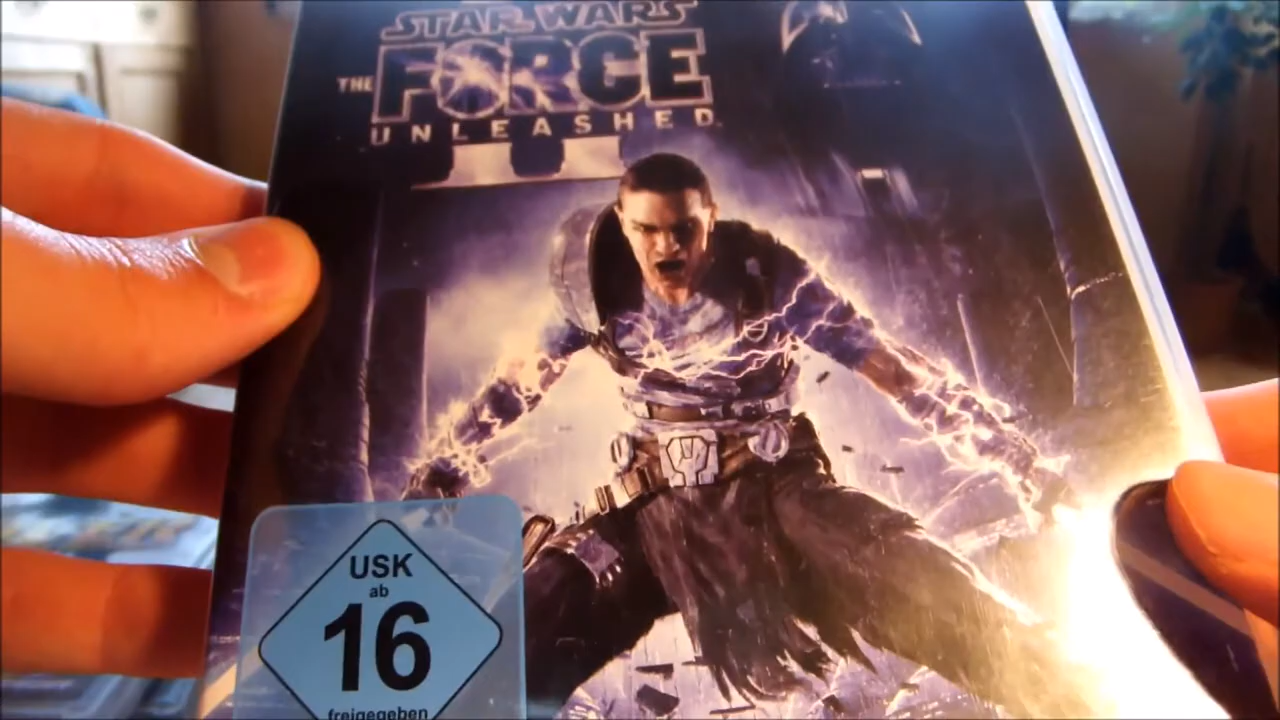 STAR WARS
THE FORCE
UNLEASHED
II
USK
ab
16
freigegeben